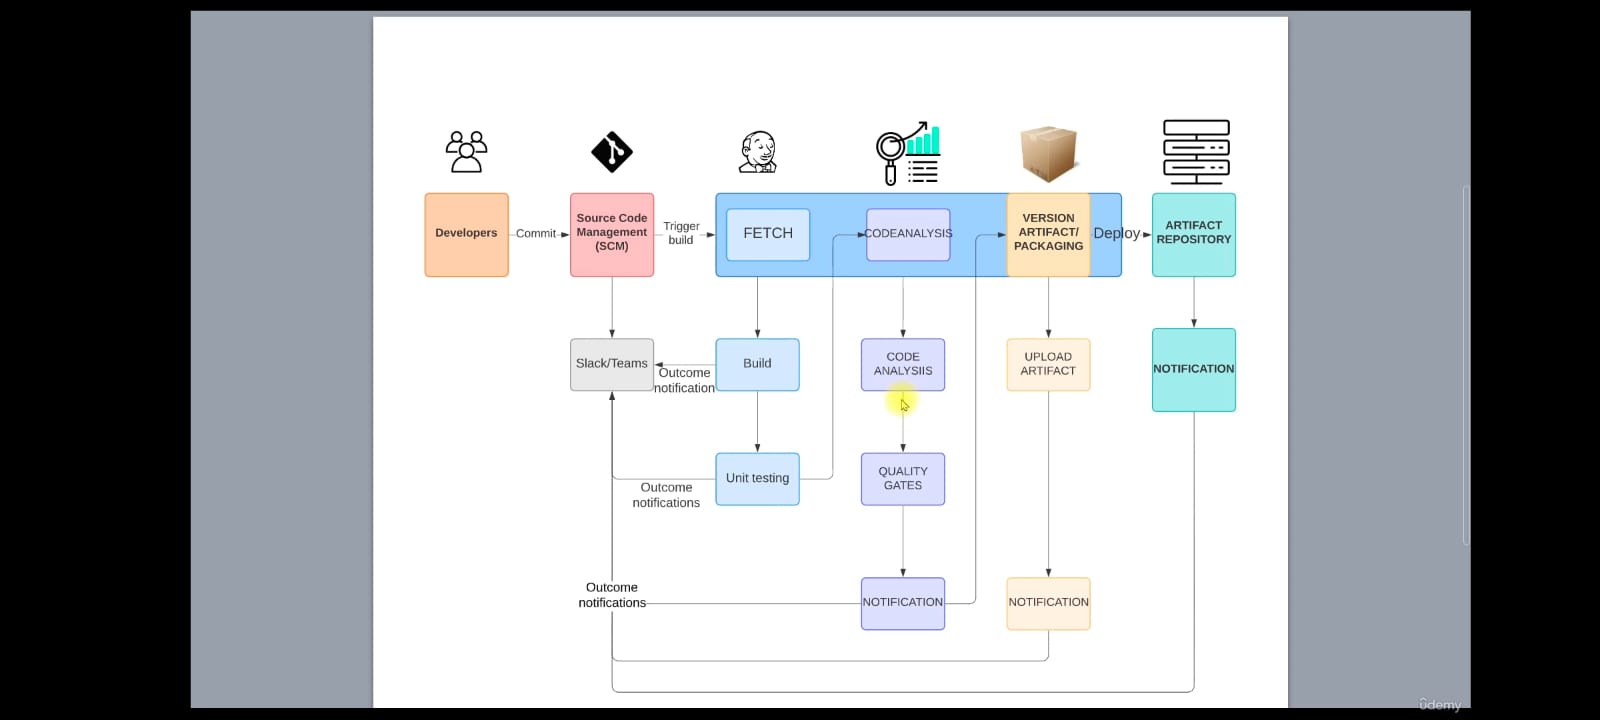 Developers
Commit
Source Code
Management
(SCM)
Trigger
build
FETCH
CODEANALYSIS
VERSION
ARTIFACT/
PACKAGING
Deploy
ARTIFACT
REPOSITORY
Slack/Teams
Outcome
notification
Build
CODE
ANALYSIIS
UPLOAD
ARTIFACT
NOTIFICATION
Outcome
notifications
Unit testing
QUALITY
GATES
Outcome
notifications
NOTIFICATION
NOTIFICATION
ûdemy